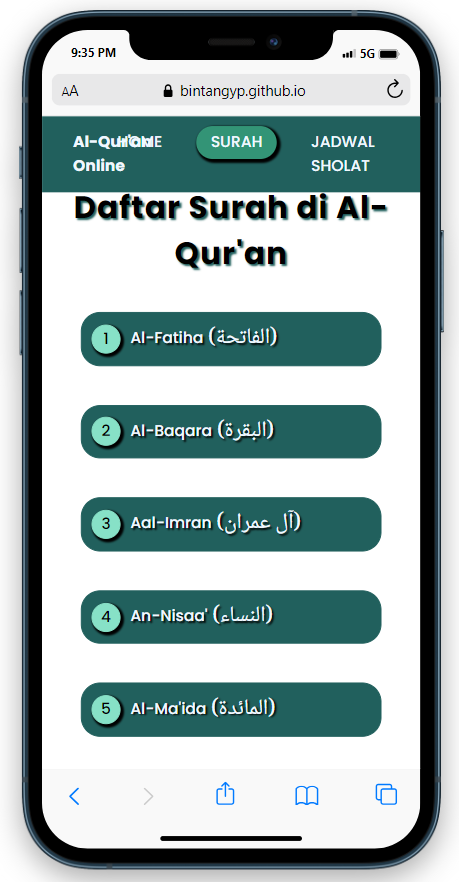 9:35 PM 5G
AA bintangyp.github.io
Al-Qur'an HOME SURAH JADWAL
Online SHOLAT
Daftar Surah di Al-
Qur'an
1 Al-Fatiha (الفاتحة)
2 Al-Baqara (البقرة)
3 Aal-Imran (آل عمران)
4 An-Nisaa' (النساء)
5 Al-Ma'ida (المائدة)